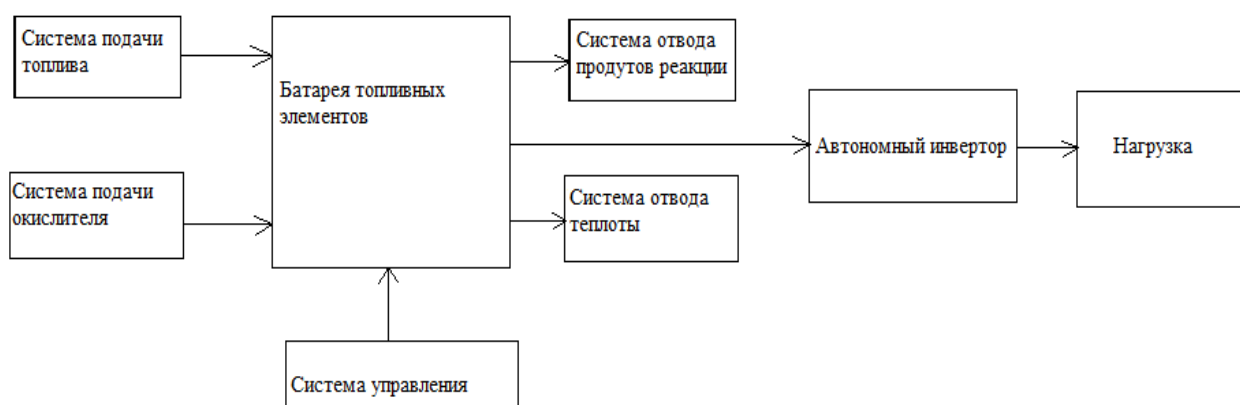 Система подачи
топлива
Батарея топливных
элементов
Система отвода
продутов реакции
Автономный инвертор
Нагрузка
Система подачи
окислителя
Система отвода
теплоты
Система управления